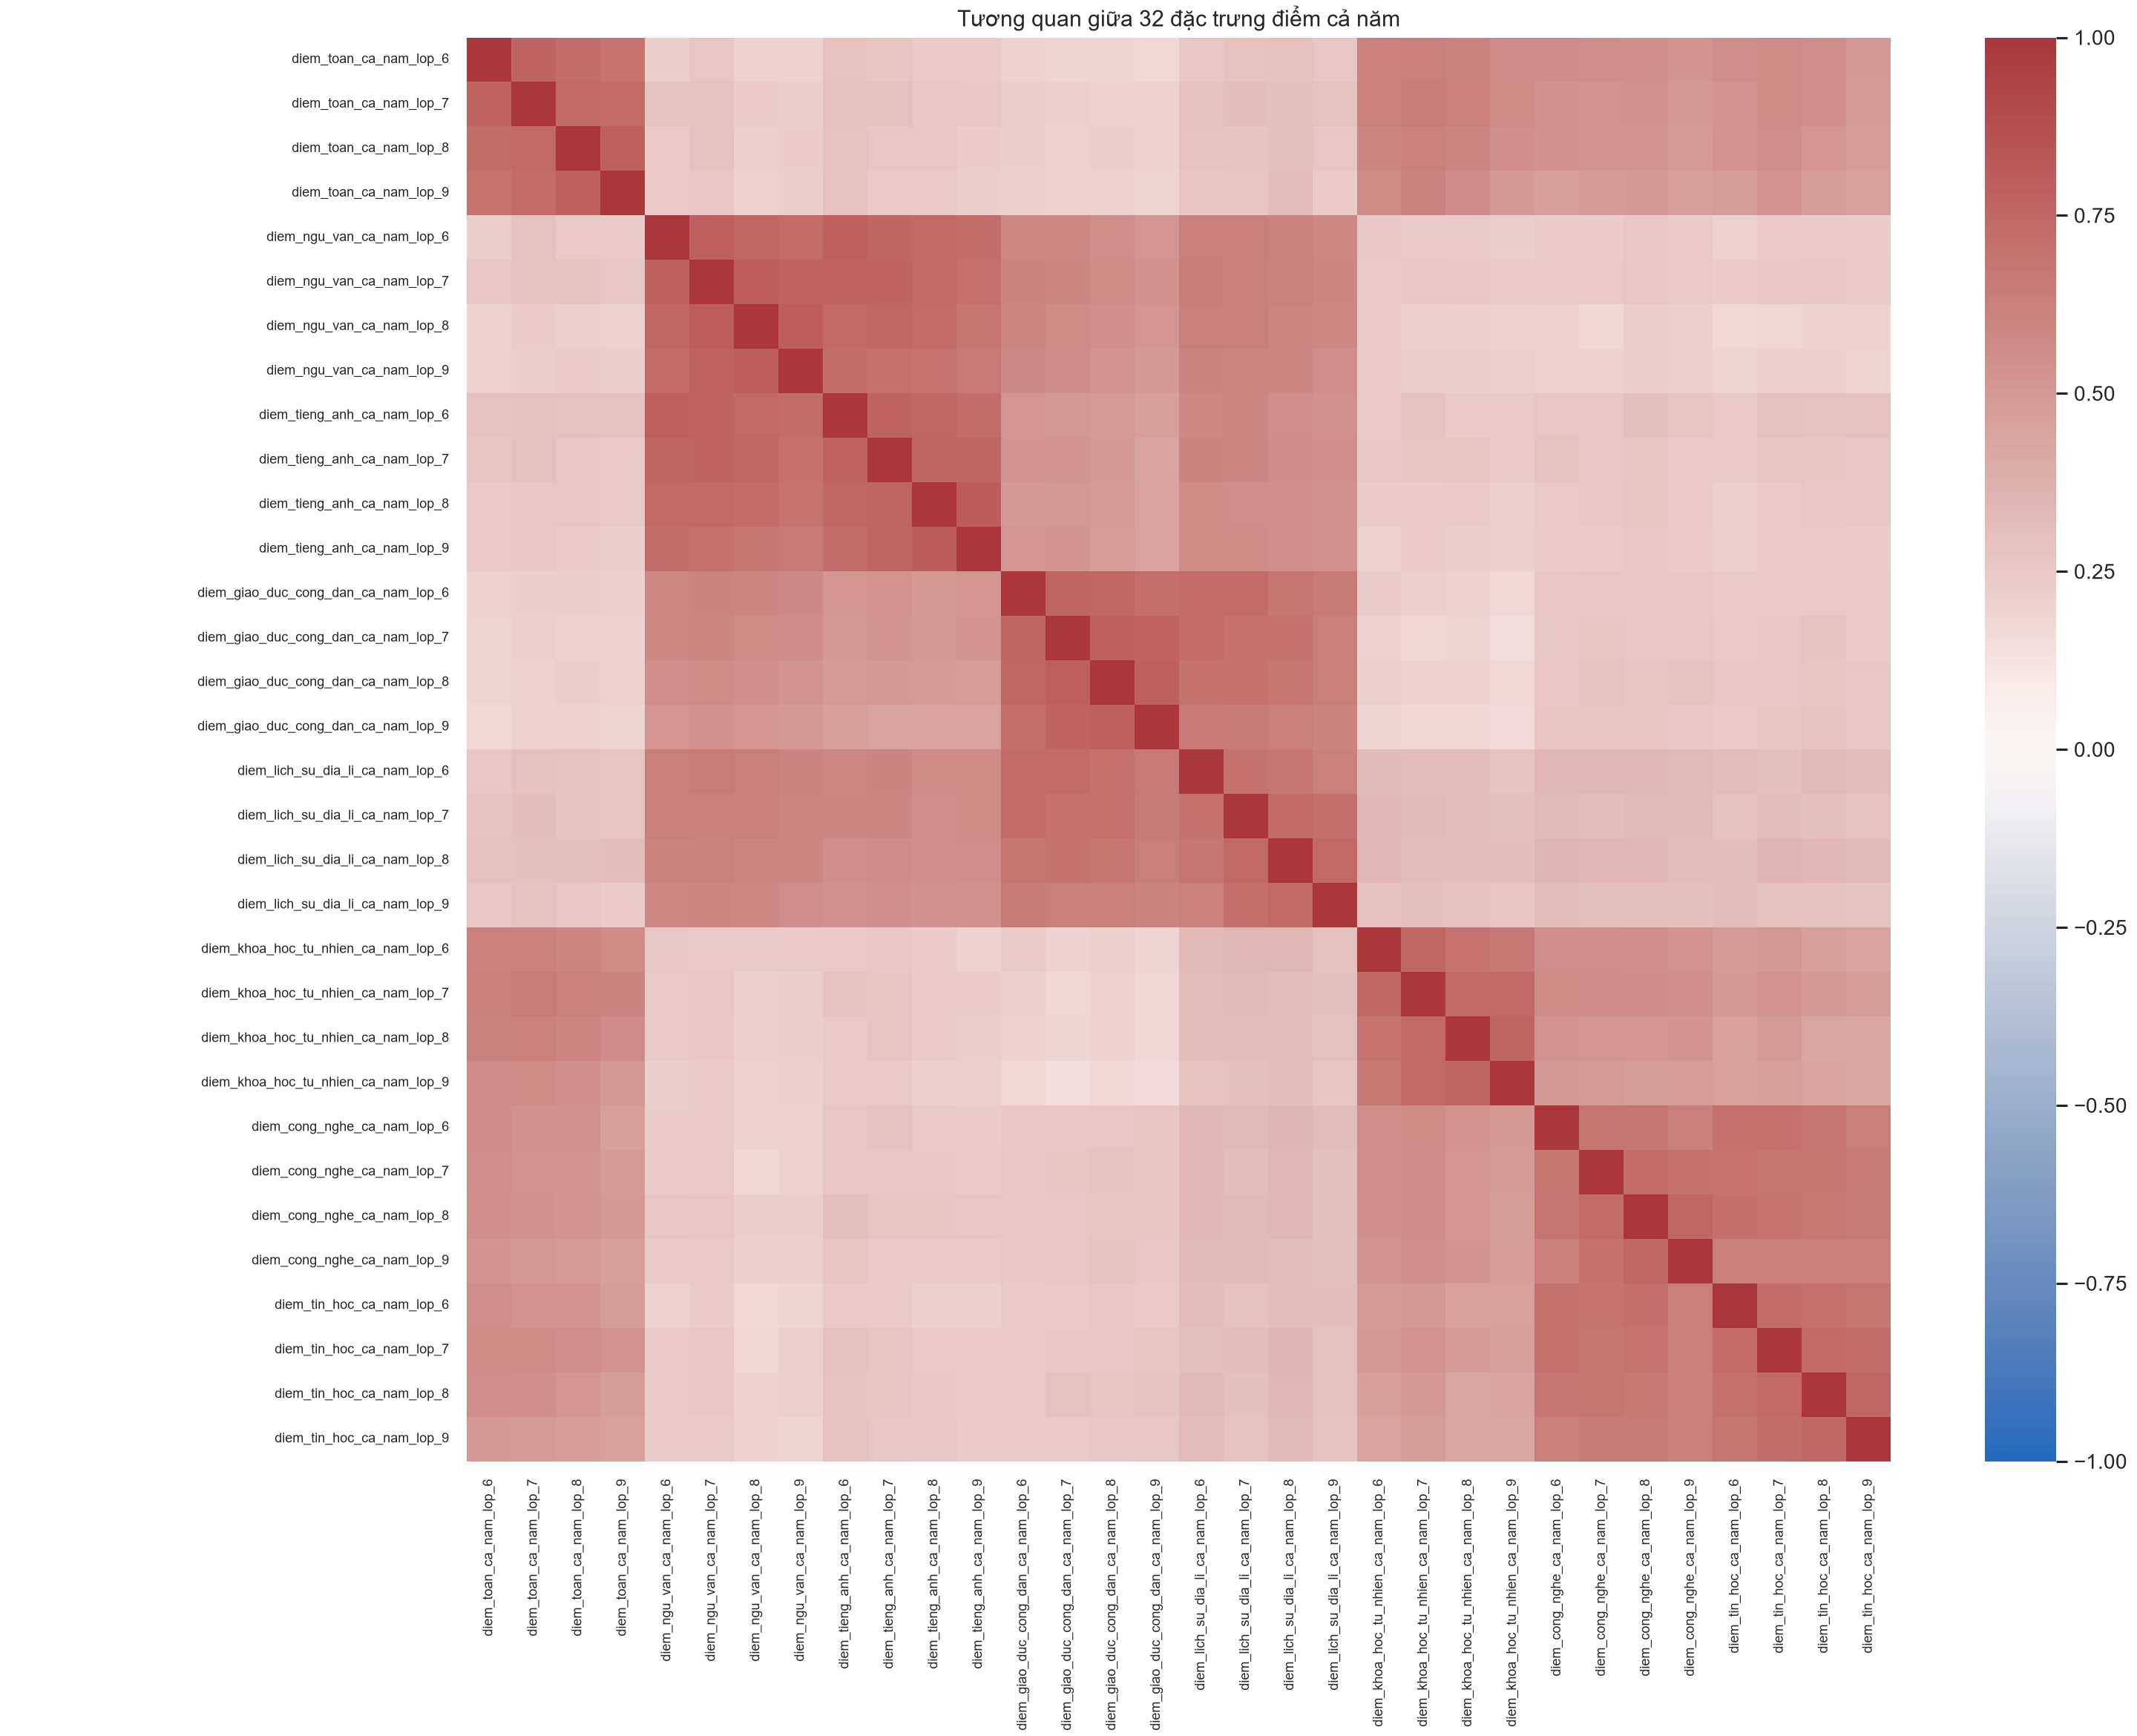 Tương quan giữa 32 đặc trưng điểm cả năm
diem_toan_ca_nam_lop_6
diem_toan_ca_nam_lop_7
diem_toan_ca_nam_lop_8
diem_toan_ca_nam_lop_9
diem_ngu_van_ca_nam_lop_6
diem_ngu_van_ca_nam_lop_7
diem_ngu_van_ca_nam_lop_8
diem_ngu_van_ca_nam_lop_9
diem_tieng_anh_ca_nam_lop_6
diem_tieng_anh_ca_nam_lop_7
diem_tieng_anh_ca_nam_lop_8
diem_tieng_anh_ca_nam_lop_9
diem_giao_duc_cong_dan_ca_nam_lop_6
diem_giao_duc_cong_dan_ca_nam_lop_7
diem_giao_duc_cong_dan_ca_nam_lop_8
diem_giao_duc_cong_dan_ca_nam_lop_9
diem_lich_su_dia_li_ca_nam_lop_6
diem_lich_su_dia_li_ca_nam_lop_7
diem_lich_su_dia_li_ca_nam_lop_8
diem_lich_su_dia_li_ca_nam_lop_9
diem_khoa_hoc_tu_nhien_ca_nam_lop_6
diem_khoa_hoc_tu_nhien_ca_nam_lop_7
diem_khoa_hoc_tu_nhien_ca_nam_lop_8
diem_khoa_hoc_tu_nhien_ca_nam_lop_9
diem_cong_nghe_ca_nam_lop_6
diem_cong_nghe_ca_nam_lop_7
diem_cong_nghe_ca_nam_lop_8
diem_cong_nghe_ca_nam_lop_9
diem_tin_hoc_ca_nam_lop_6
diem_tin_hoc_ca_nam_lop_7
diem_tin_hoc_ca_nam_lop_8
diem_tin_hoc_ca_nam_lop_9
diem_toan_ca_nam_lop_6
diem_toan_ca_nam_lop_7
diem_toan_ca_nam_lop_8
diem_toan_ca_nam_lop_9
diem_ngu_van_ca_nam_lop_6
diem_ngu_van_ca_nam_lop_7
diem_ngu_van_ca_nam_lop_8
diem_ngu_van_ca_nam_lop_9
diem_tieng_anh_ca_nam_lop_6
diem_tieng_anh_ca_nam_lop_7
diem_tieng_anh_ca_nam_lop_8
diem_tieng_anh_ca_nam_lop_9
diem_giao_duc_cong_dan_ca_nam_lop_6
diem_giao_duc_cong_dan_ca_nam_lop_7
diem_giao_duc_cong_dan_ca_nam_lop_8
diem_giao_duc_cong_dan_ca_nam_lop_9
diem_lich_su_dia_li_ca_nam_lop_6
diem_lich_su_dia_li_ca_nam_lop_7
diem_lich_su_dia_li_ca_nam_lop_8
diem_lich_su_dia_li_ca_nam_lop_9
diem_khoa_hoc_tu_nhien_ca_nam_lop_6
diem_khoa_hoc_tu_nhien_ca_nam_lop_7
diem_khoa_hoc_tu_nhien_ca_nam_lop_8
diem_khoa_hoc_tu_nhien_ca_nam_lop_9
diem_cong_nghe_ca_nam_lop_6
diem_cong_nghe_ca_nam_lop_7
diem_cong_nghe_ca_nam_lop_8
diem_cong_nghe_ca_nam_lop_9
diem_tin_hoc_ca_nam_lop_6
diem_tin_hoc_ca_nam_lop_7
diem_tin_hoc_ca_nam_lop_8
diem_tin_hoc_ca_nam_lop_9
1.00
0.75
0.50
0.25
0.00
−0.25
−0.50
−0.75
−1.00